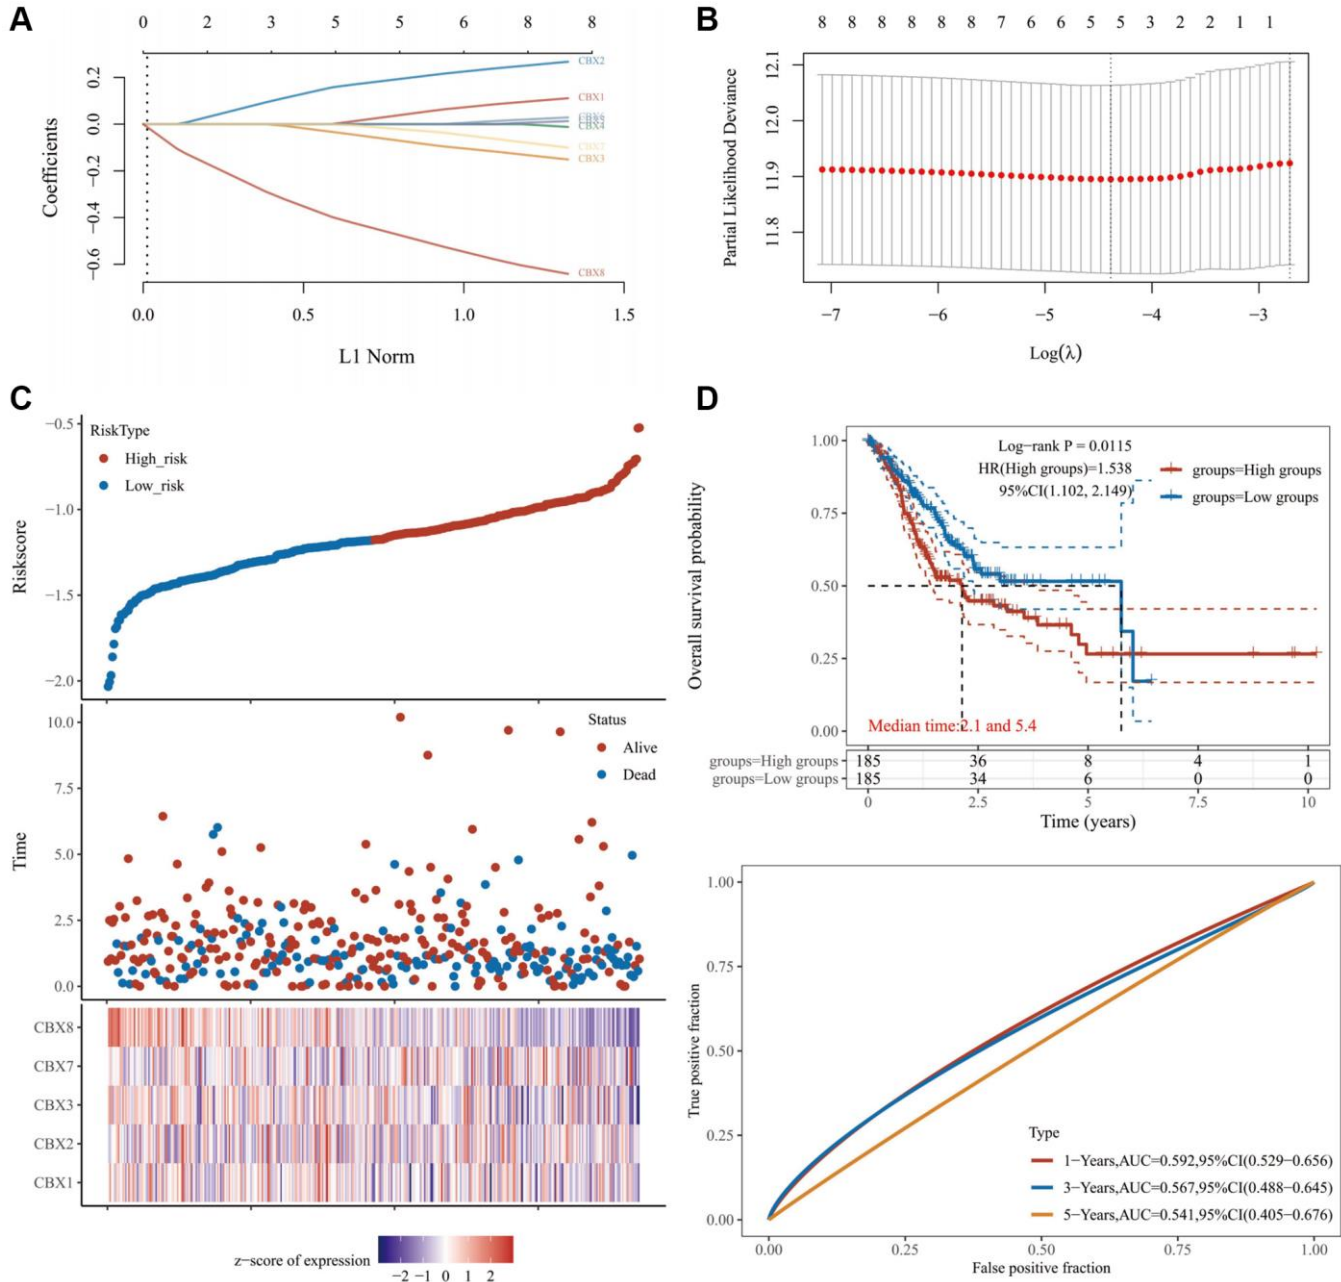 A
0 2 3 5 5 6 8 8
Coefficients
0.2
0.0
−0.2
−0.4
−0.6
CBX2
CBX1
CBX4
CBX7
CBX3
CBX8
0.0 0.5 1.0 1.5
L1 Norm
B
8 8 8 8 8 8 7 6 6 5 5 3 2 2 1 1
Partial Likelihood Deviance
12.1
12.0
11.9
11.8
−7 −6 −5 −4 −3
Log(λ)
C
Riskscore
−0.5
−1.0
−1.5
−2.0
RiskType
High_risk
Low_risk
Time
10.0
7.5
5.0
2.5
0.0
Status
Alive
Dead
CBX8
CBX7
CBX3
CBX2
CBX1
z−score of expression
−2 −1 0 1 2
D
Overall survival probability
1.00
0.75
0.50
0.25
0.00
Log−rank P = 0.0115
HR(High groups)=1.538
95%CI(1.102, 2.149)
groups=High groups
groups=Low groups
Median time:2.1 and 5.4
groups=High groups 185 36 8 4 1
groups=Low groups 185 34 6 0 0
0 2.5 5 7.5 10
Time (years)
True positive fraction
1.00
0.75
0.50
0.25
0.00
Type
1−Years,AUC=0.592,95%CI(0.529−0.656)
3−Years,AUC=0.567,95%CI(0.488−0.645)
5−Years,AUC=0.541,95%CI(0.405−0.676)
0.00 0.25 0.50 0.75 1.00
False positive fraction